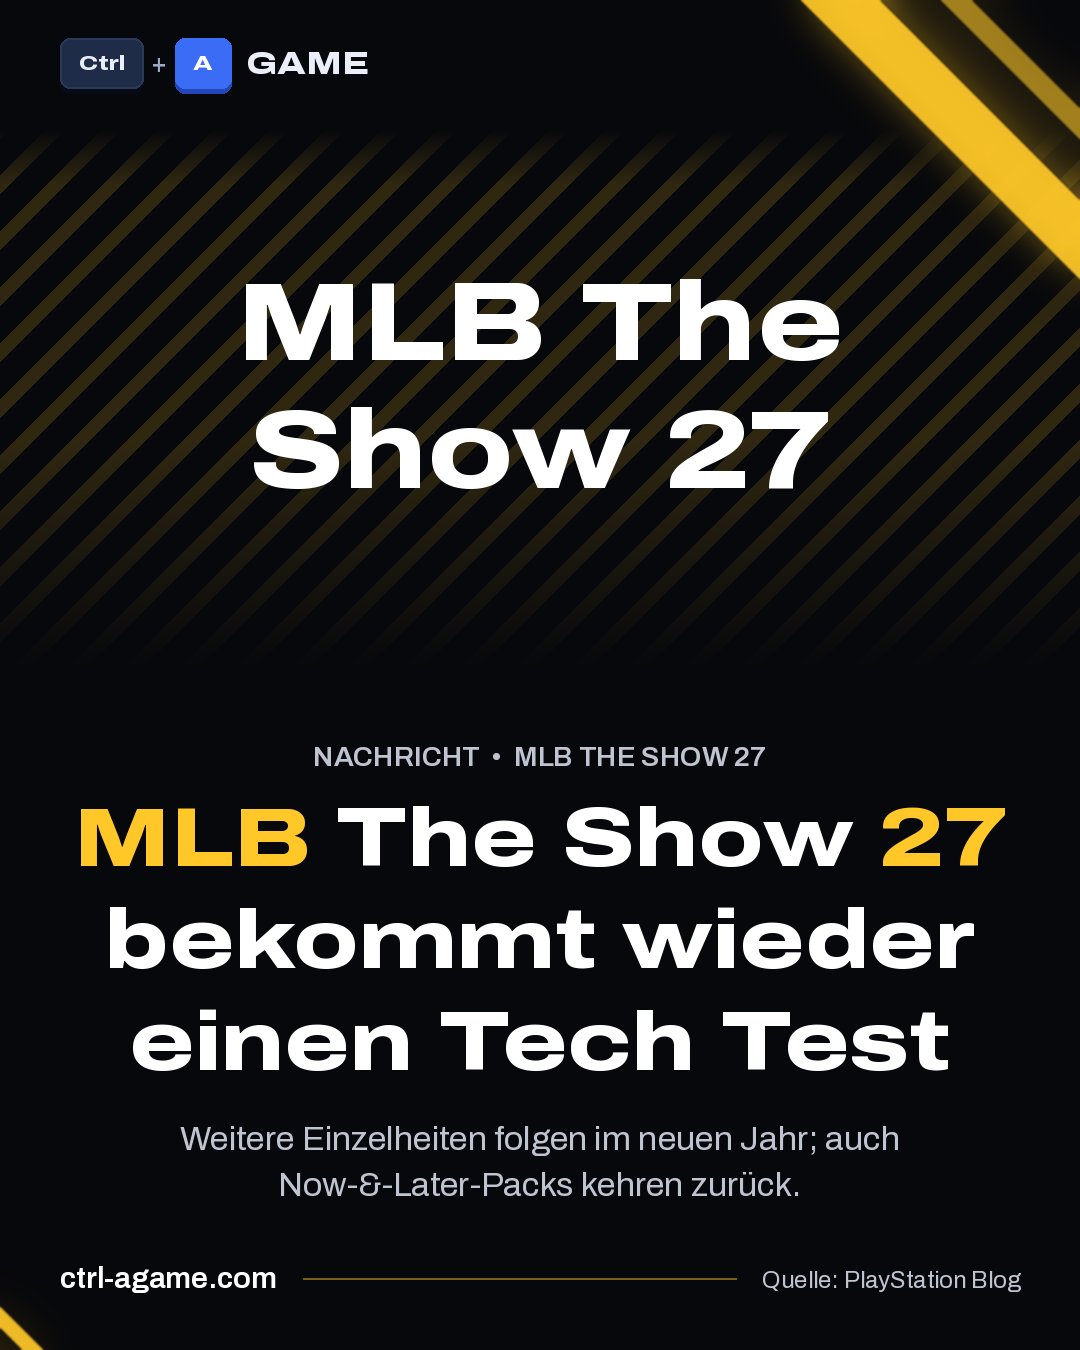 Ctrl + A GAME
MLB The
Show 27
NACHRICHT • MLB THE SHOW 27
MLB The Show 27
bekommt wieder
einen Tech Test
Weitere Einzelheiten folgen im neuen Jahr; auch
Now-&-Later-Packs kehren zurück.
ctrl-agame.com
Quelle: PlayStation Blog